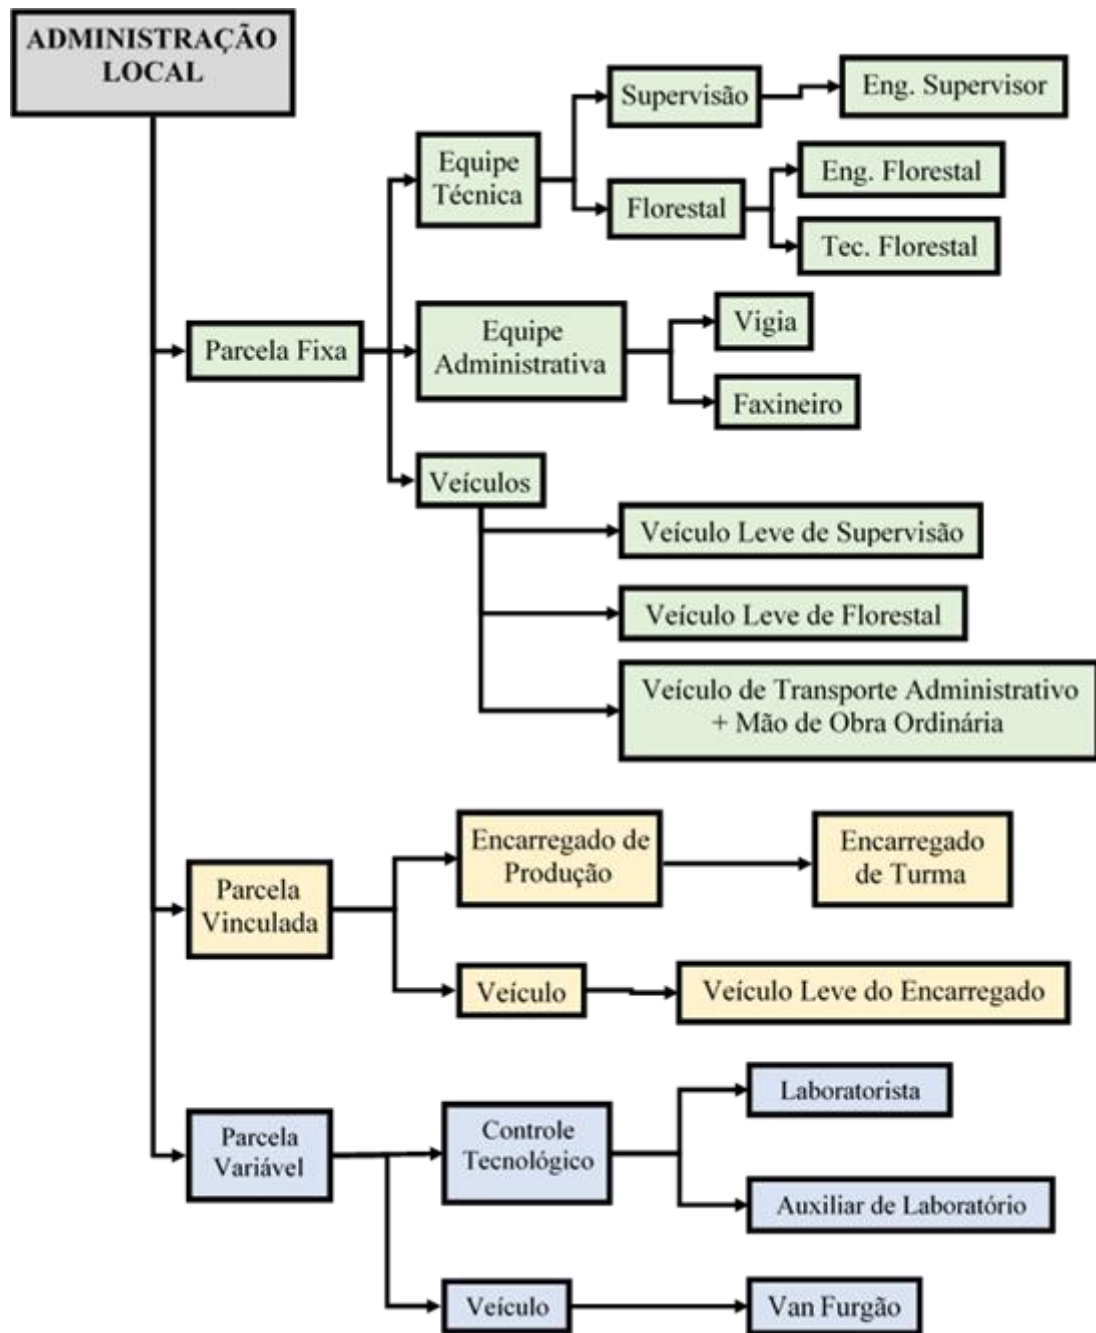 ADMINISTRAÇÃO
LOCAL
Parcela Fixa
Equipe
Técnica
Supervisão
Eng. Supervisor
Florestal
Eng. Florestal
Tec. Florestal
Equipe
Administrativa
Vigia
Faxineiro
Veículos
Veículo Leve de Supervisão
Veículo Leve de Florestal
Veículo de Transporte Administrativo
+ Mão de Obra Ordinária
Parcela
Vinculada
Encarregado de
Produção
Encarregado
de Turma
Veículo
Veículo Leve do Encarregado
Parcela
Variável
Controle
Tecnológico
Laboratorista
Auxiliar de Laboratório
Veículo
Van Furgão